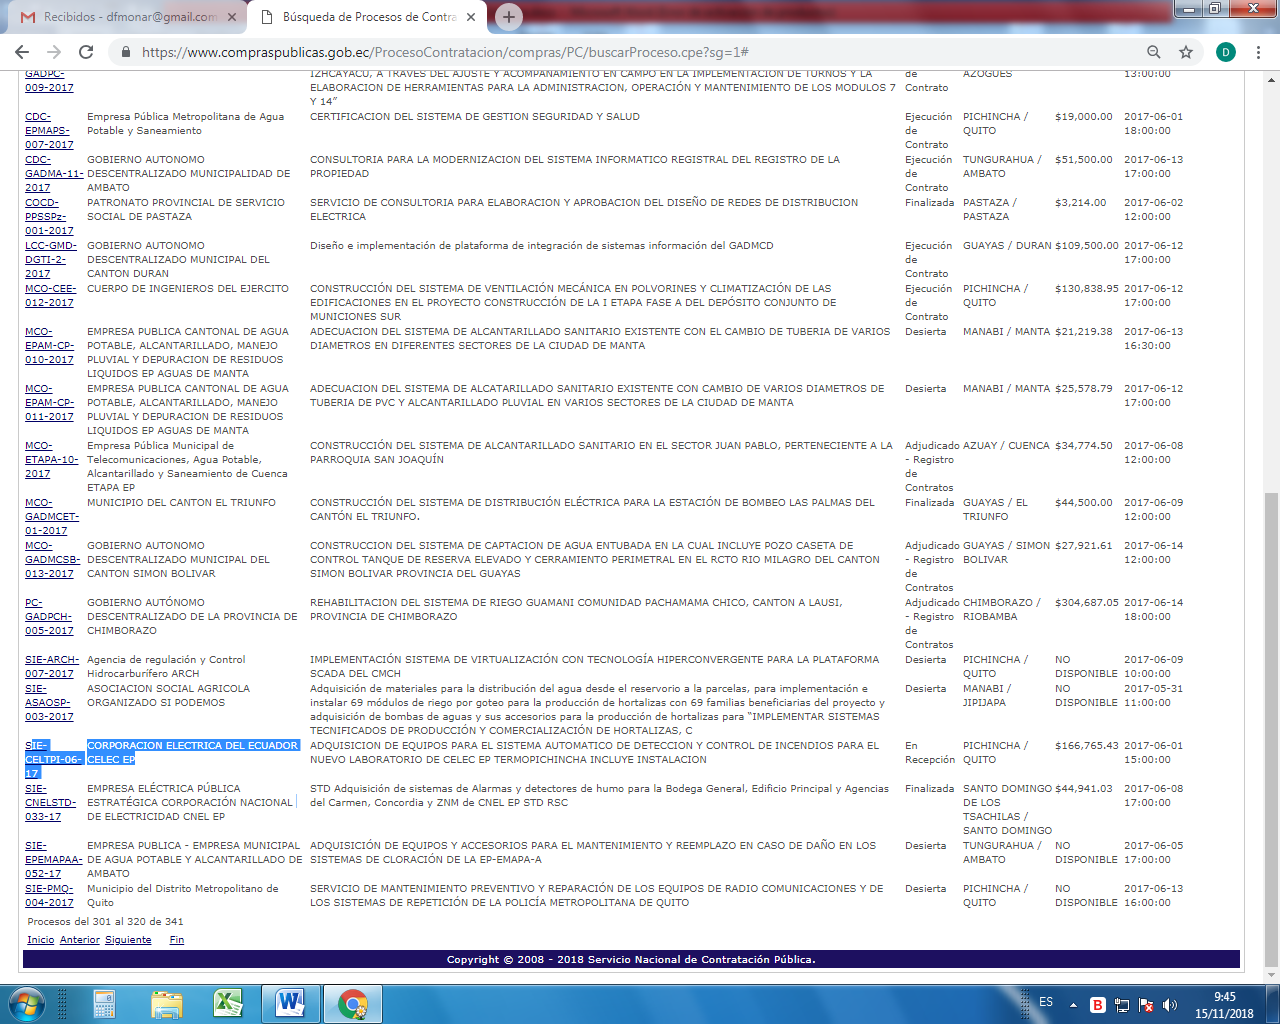 Recibidos - dfmonar@gmail.com
Búsqueda de Procesos de Contra
https://www.compraspublicas.gob.ec/ProcesoContratacion/compras/PC/buscarProceso.cpe?sg=1#
D
GADPC- IZHCAYACU, A TRAVES DEL AJUSTE Y ACOMPAÑAMIENTO EN CAMPO EN LA IMPLEMENTACION DE TURNOS Y LA de AZOGUES 13:00:00
009-2017 ELABORACION DE HERRAMIENTAS PARA LA ADMINISTRACION, OPERACIÓN Y MANTENIMIENTO DE LOS MODULOS 7 Contrato
Y 14”
CDC- Empresa Pública Metropolitana de Agua CERTIFICACION DEL SISTEMA DE GESTION SEGURIDAD Y SALUD Ejecución PICHINCHA / $19,000.00 2017-06-01
EPMAPS- Potable y Saneamiento de QUITO 18:00:00
007-2017 Contrato
CDC- GOBIERNO AUTONOMO CONSULTORIA PARA LA MODERNIZACION DEL SISTEMA INFORMATICO REGISTRAL DEL REGISTRO DE LA Ejecución TUNGURAHUA / $51,500.00 2017-06-13
GADMA-11- DESCENTRALIZADO MUNICIPALIDAD DE PROPIEDAD de AMBATO 17:00:00
2017 AMBATO Contrato
COCD- PATRONATO PROVINCIAL DE SERVICIO SERVICIO DE CONSULTORIA PARA ELABORACION Y APROBACION DEL DISEÑO DE REDES DE DISTRIBUCION Finalizada PASTAZA / $3,214.00 2017-06-02
PPSSPz- SOCIAL DE PASTAZA ELECTRICA PASTAZA 12:00:00
001-2017
LCC-GMD- GOBIERNO AUTONOMO Diseño e implementación de plataforma de integración de sistemas información del GADMCD Ejecución GUAYAS / DURAN $109,500.00 2017-06-12
DGTI-2- DESCENTRALIZADO MUNICIPAL DEL de 17:00:00
2017 CANTON DURAN Contrato
MCO-CEE- CUERPO DE INGENIEROS DEL EJERCITO CONSTRUCCIÓN DEL SISTEMA DE VENTILACIÓN MECÁNICA EN POLVORINES Y CLIMATIZACIÓN DE LAS Ejecución PICHINCHA / $130,838.95 2017-06-12
012-2017 EDIFICACIONES EN EL PROYECTO CONSTRUCCIÓN DE LA I ETAPA FASE A DEL DEPÓSITO CONJUNTO DE de QUITO 17:00:00
MUNICIONES SUR Contrato
MCO- EMPRESA PUBLICA CANTONAL DE AGUA ADECUACION DEL SISTEMA DE ALCANTARILLADO SANITARIO EXISTENTE CON EL CAMBIO DE TUBERIA DE VARIOS Desierta MANABI / MANTA $21,219.38 2017-06-13
EPAM-CP- POTABLE, ALCANTARILLADO, MANEJO DIAMETROS EN DIFERENTES SECTORES DE LA CIUDAD DE MANTA 16:30:00
010-2017 PLUVIAL Y DEPURACION DE RESIDUOS
LIQUIDOS EP AGUAS DE MANTA
MCO- EMPRESA PUBLICA CANTONAL DE AGUA ADECUACION DEL SISTEMA DE ALCATARILLADO SANITARIO EXISTENTE CON CAMBIO DE VARIOS DIAMETROS DE Desierta MANABI / MANTA $25,578.79 2017-06-12
EPAM-CP- POTABLE, ALCANTARILLADO, MANEJO TUBERIA DE PVC Y ALCANTARILLADO PLUVIAL EN VARIOS SECTORES DE LA CIUDAD DE MANTA 17:00:00
011-2017 PLUVIAL Y DEPURACION DE RESIDUOS
LIQUIDOS EP AGUAS DE MANTA
MCO- Empresa Pública Municipal de CONSTRUCCIÓN DEL SISTEMA DE ALCANTARILLADO SANITARIO EN EL SECTOR JUAN PABLO, PERTENECIENTE A LA Adjudicado AZUAY / CUENCA $34,774.50 2017-06-08
ETAPA-10- Telecomunicaciones, Agua Potable, PARROQUIA SAN JOAQUÍN - Registro 12:00:00
2017 Alcantarillado y Saneamiento de Cuenca de
ETAPA EP Contratos
MCO- MUNICIPIO DEL CANTON EL TRIUNFO CONSTRUCCIÓN DEL SISTEMA DE DISTRIBUCIÓN ELÉCTRICA PARA LA ESTACIÓN DE BOMBEO LAS PALMAS DEL Finalizada GUAYAS / EL $44,500.00 2017-06-09
GADMCET- CANTÓN EL TRIUNFO. TRIUNFO 12:00:00
01-2017
MCO- GOBIERNO AUTONOMO CONSTRUCCION DEL SISTEMA DE CAPTACION DE AGUA ENTUBADA EN LA CUAL INCLUYE POZO CASETA DE Adjudicado GUAYAS / SIMON $27,921.61 2017-06-14
GADMCSB- DESCENTRALIZADO MUNICIPAL DEL CONTROL TANQUE DE RESERVA ELEVADO Y CERRAMIENTO PERIMETRAL EN EL RCTO RIO MILAGRO DEL CANTON - Registro BOLIVAR 12:00:00
013-2017 CANTON SIMON BOLIVAR SIMON BOLIVAR PROVINCIA DEL GUAYAS de
Contratos
PC- GOBIERNO AUTÓNOMO REHABILITACION DEL SISTEMA DE RIEGO GUAMANI COMUNIDAD PACHAMAMA CHICO, CANTON A LAUSI, Adjudicado CHIMBORAZO / $304,687.05 2017-06-14
GADPCH- DESCENTRALIZADO DE LA PROVINCIA DE PROVINCIA DE CHIMBORAZO - Registro RIOBAMBA 18:00:00
005-2017 CHIMBORAZO de
Contratos
SIE-ARCH- Agencia de regulación y Control IMPLEMENTACIÓN SISTEMA DE VIRTUALIZACIÓN CON TECNOLOGÍA HIPERCONVERGENTE PARA LA PLATAFORMA Desierta PICHINCHA / NO 2017-06-09
007-2017 Hidrocarburífero ARCH SCADA DEL CMCH QUITO DISPONIBLE 10:00:00
SIE- ASOCIACION SOCIAL AGRICOLA Adquisición de materiales para la distribución del agua desde el reservorio a la parcelas, para implementación e Desierta MANABI / NO 2017-05-31
ASAOSP- ORGANIZADO SI PODEMOS instalar 69 módulos de riego por goteo para la producción de hortalizas con 69 familias beneficiarias del proyecto y JIPIJAPA DISPONIBLE 11:00:00
003-2017 adquisición de bombas de aguas y sus accesorios para la producción de hortalizas para “IMPLEMENTAR SISTEMAS
TECNIFICADOS DE PRODUCCIÓN Y COMERCIALIZACIÓN DE HORTALIZAS, C
SIE- CORPORACION ELECTRICA DEL ECUADOR ADQUISICION DE EQUIPOS PARA EL SISTEMA AUTOMATICO DE DETECCION Y CONTROL DE INCENDIOS PARA EL En PICHINCHA / $166,765.43 2017-06-01
CELTPI-06- CELEC EP NUEVO LABORATORIO DE CELEC EP TERMOPICHINCHA INCLUYE INSTALACION Recepción QUITO 15:00:00
17
SIE- EMPRESA ELÉCTRICA PÚBLICA STD Adquisición de sistemas de Alarmas y detectores de humo para la Bodega General, Edificio Principal y Agencias Finalizada SANTO DOMINGO $44,941.03 2017-06-08
CNELSTD- ESTRATÉGICA CORPORACIÓN NACIONAL del Carmen, Concordia y ZNM de CNEL EP STD RSC DE LOS 17:00:00
033-17 DE ELECTRICIDAD CNEL EP TSACHILAS /
SANTO DOMINGO
SIE- EMPRESA PUBLICA - EMPRESA MUNICIPAL ADQUISICIÓN DE EQUIPOS Y ACCESORIOS PARA EL MANTENIMIENTO Y REEMPLAZO EN CASO DE DAÑO EN LOS Desierta TUNGURAHUA / NO 2017-06-05
EPEMAPAA- DE AGUA POTABLE Y ALCANTARILLADO DE SISTEMAS DE CLORACIÓN DE LA EP-EMAPA-A AMBATO DISPONIBLE 17:00:00
052-17 AMBATO
SIE-PMQ- Municipio del Distrito Metropolitano de SERVICIO DE MANTENIMIENTO PREVENTIVO Y REPARACIÓN DE LOS EQUIPOS DE RADIO COMUNICACIONES Y DE Desierta PICHINCHA / NO 2017-06-13
004-2017 Quito LOS SISTEMAS DE REPETICIÓN DE LA POLICÍA METROPOLITANA DE QUITO QUITO DISPONIBLE 16:00:00
Procesos del 301 al 320 de 341
Inicio Anterior Siguiente Fin
Copyright © 2008 - 2018 Servicio Nacional de Contratación Pública.
ES
9:45
15/11/2018